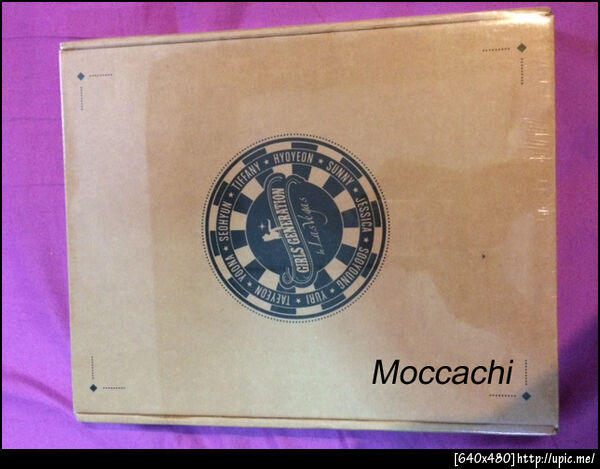 TAEYEON ★ YOONA ★ SEOHYUN ★ TIFFANY ★ HYOYEON ★ SUNNY ★ JESSICA ★ SOOYOUNG ★ YURI ★
GIRLS GENERATION
in Las Vegas
Moccachi
[640x480]http://upic.me/